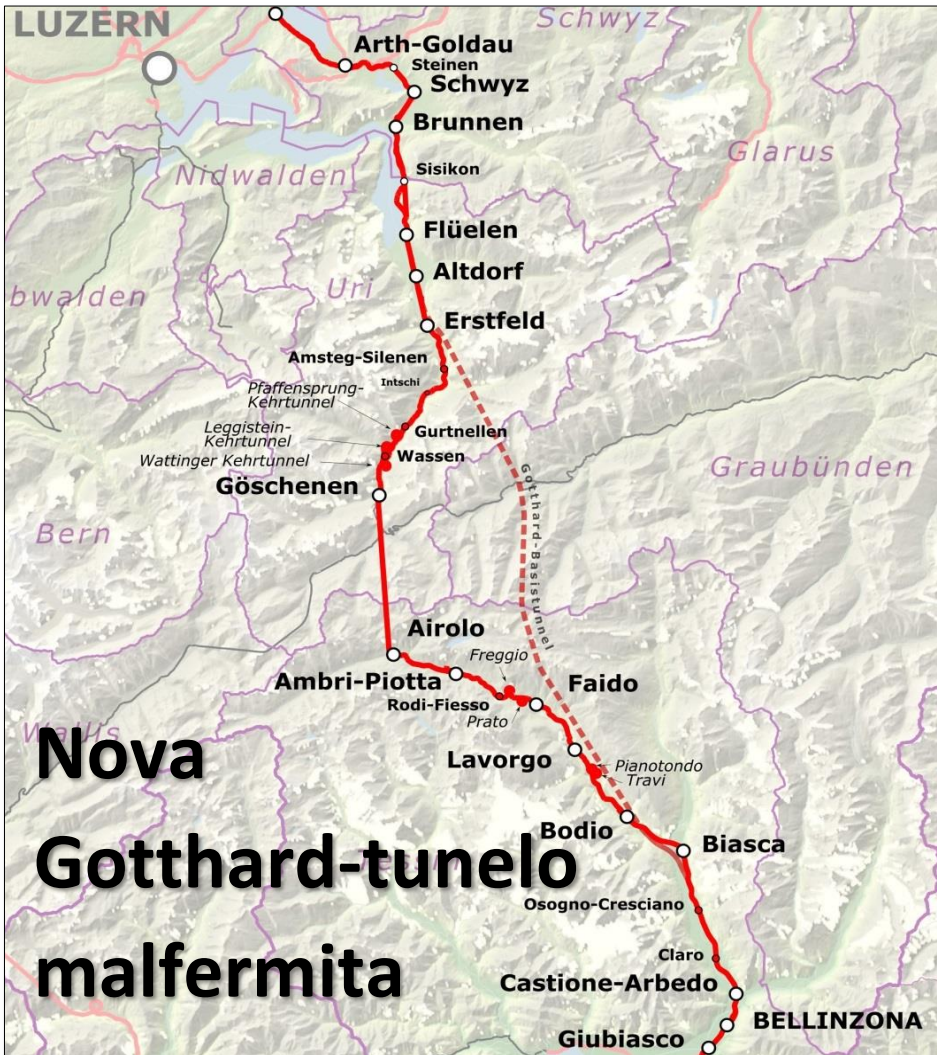 LUZERN
Schwyz
Arth-Goldau
Steinen
Schwyz
Brunnen
Glarus
Sisikon
Nidwalden
Flüelen
Altdorf
Uri
bwalden
Erstfeld
Amsteg-Silenen
Intschi
Pfaffensprung-
Kehrtunnel
Leggistein-
Kehrtunnel
Gurtnellen
Wassen
Wattinger Kehrtunnel
Gotthard-Basistunnel
Graubünden
Göschenen
Bern
Airolo
Freggio
Ambri-Piotta
Faido
Rodi-Fiesso
Prato
Wallis
Nova
Lavorgo
Pianotondo
Travi
Bodio
Biasca
Gotthard-tunelo
Osogno-Cresciano
Claro
malfermita
Castione-Arbedo
BELLINZONA
Giubiasco